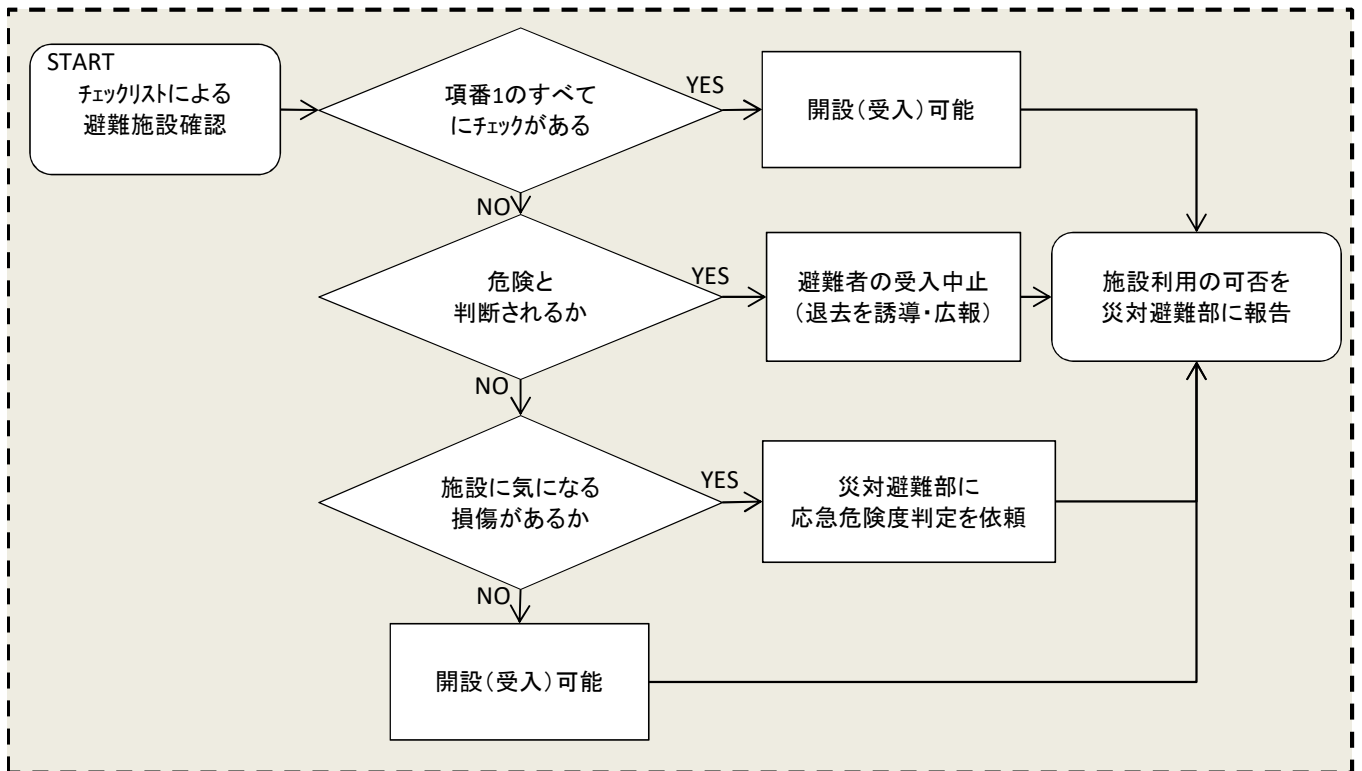 START
チェックリストによる
避難施設確認
項番1のすべて
にチェックがある
YES
開設（受入）可能
NO
危険と
判断されるか
YES
避難者の受入中止
（退去を誘導・広報）
施設利用の可否を
災対避難部に報告
NO
施設に気になる
損傷があるか
YES
災対避難部に
応急危険度判定を依頼
NO
開設（受入）可能